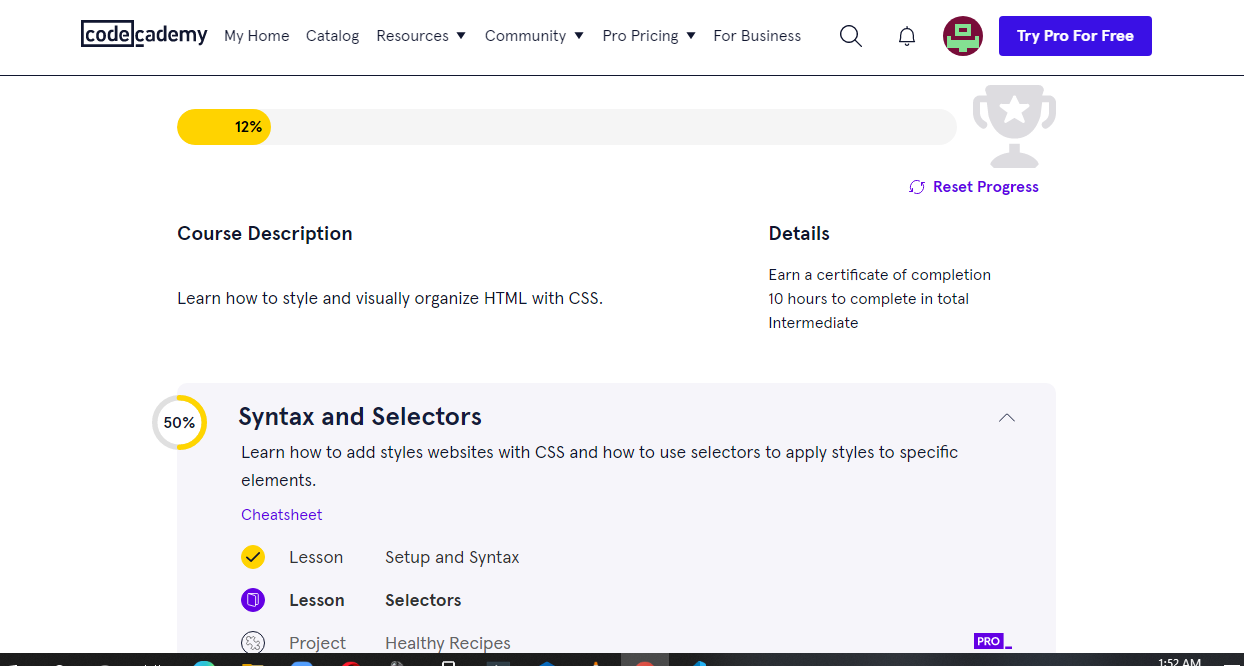 codecademy My Home Catalog Resources Community Pro Pricing For Business Try Pro For Free
12%
Reset Progress
Course Description
Learn how to style and visually organize HTML with CSS.
Details
Earn a certificate of completion
10 hours to complete in total
Intermediate
50%
Syntax and Selectors
Learn how to add styles websites with CSS and how to use selectors to apply styles to specific
elements.
Cheatsheet
Lesson Setup and Syntax
Lesson Selectors
Project Healthy Recipes PRO
1:52 AM